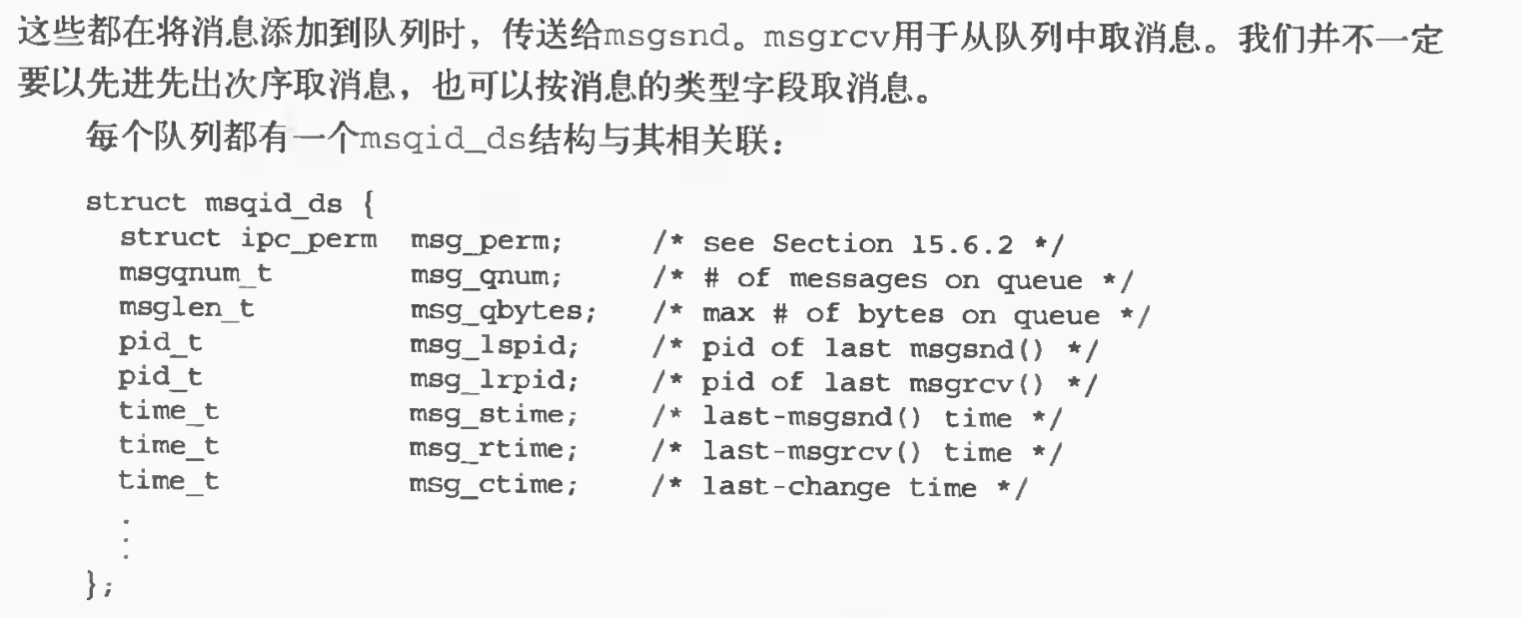 这些都在将消息添加到队列时，传送给msgsnd。msgrcv用于从队列中取消息。我们并不一定
要以先进先出次序取消息，也可以按消息的类型字段取消息。
每个队列都有一个msqid_ds结构与其相关联：
struct msqid_ds {
struct ipc_perm msg_perm; /* see Section 15.6.2 */
msgqnum_t msg_qnum; /* # of messages on queue */
msglen_t msg_qbytes; /* max # of bytes on queue */
pid_t msg_lspid; /* pid of last msgsnd() */
pid_t msg_lrpid; /* pid of last msgrcv() */
time_t msg_stime; /* last-msgsnd() time */
time_t msg_rtime; /* last-msgrcv() time */
time_t msg_ctime; /* last-change time */
.
.
.
};